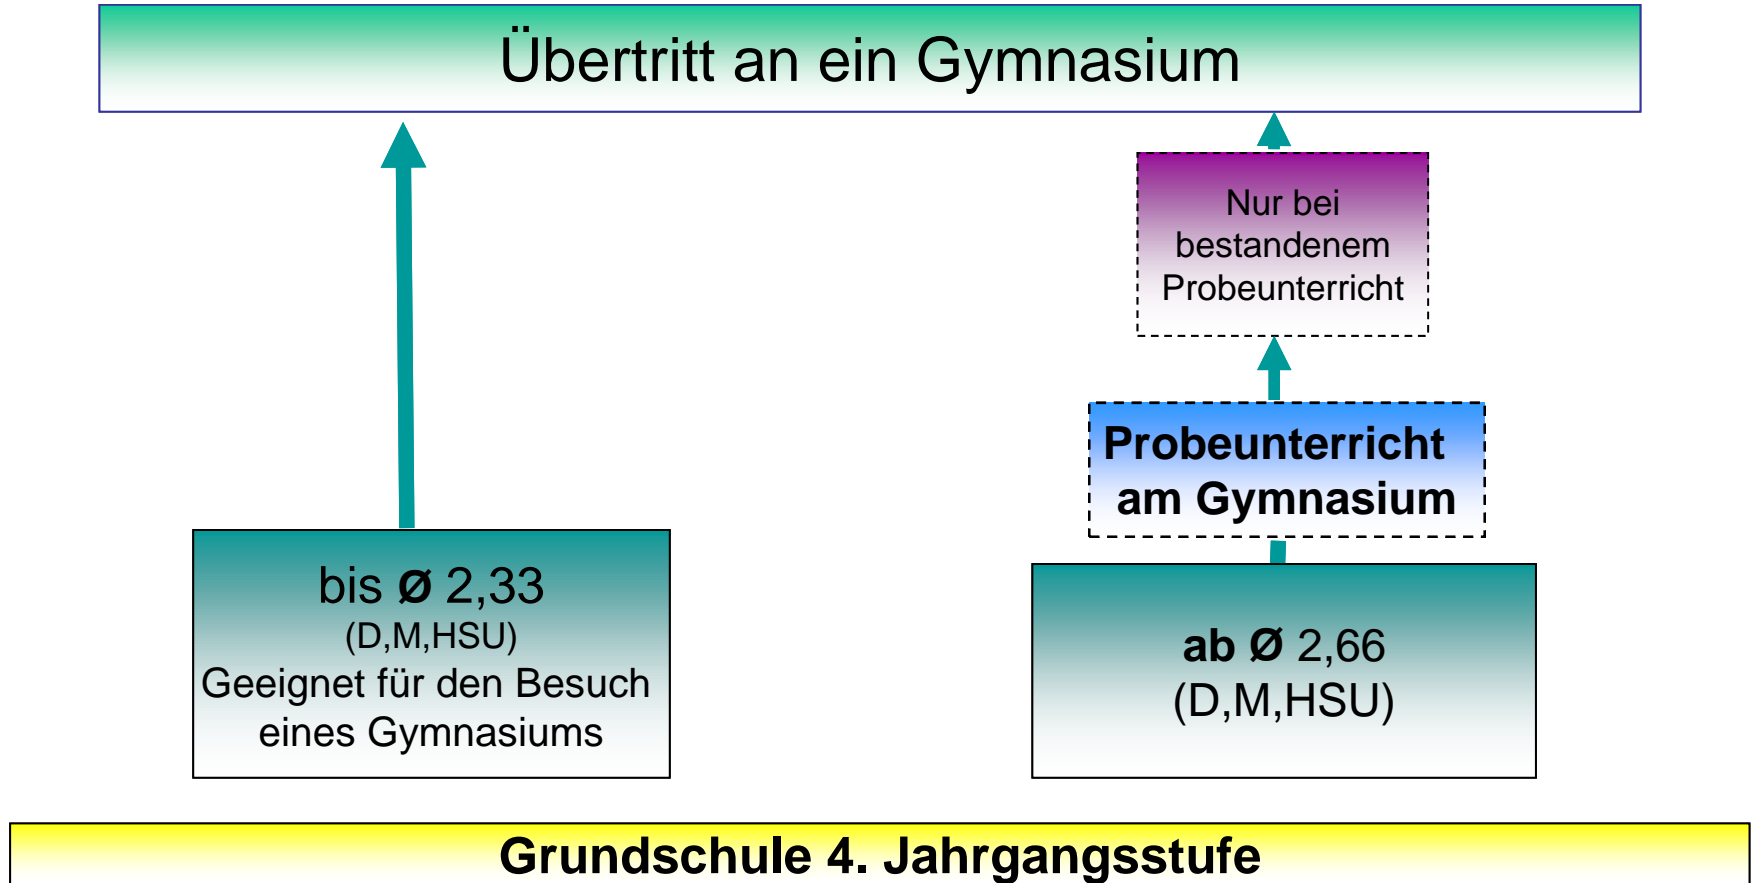 Übertritt an ein Gymnasium
Nur bei
bestandenem
Probeunterricht
Probeunterricht
am Gymnasium
bis Ø 2,33
(D,M,HSU)
Geeignet für den Besuch
eines Gymnasiums
ab Ø 2,66
(D,M,HSU)
Grundschule 4. Jahrgangsstufe